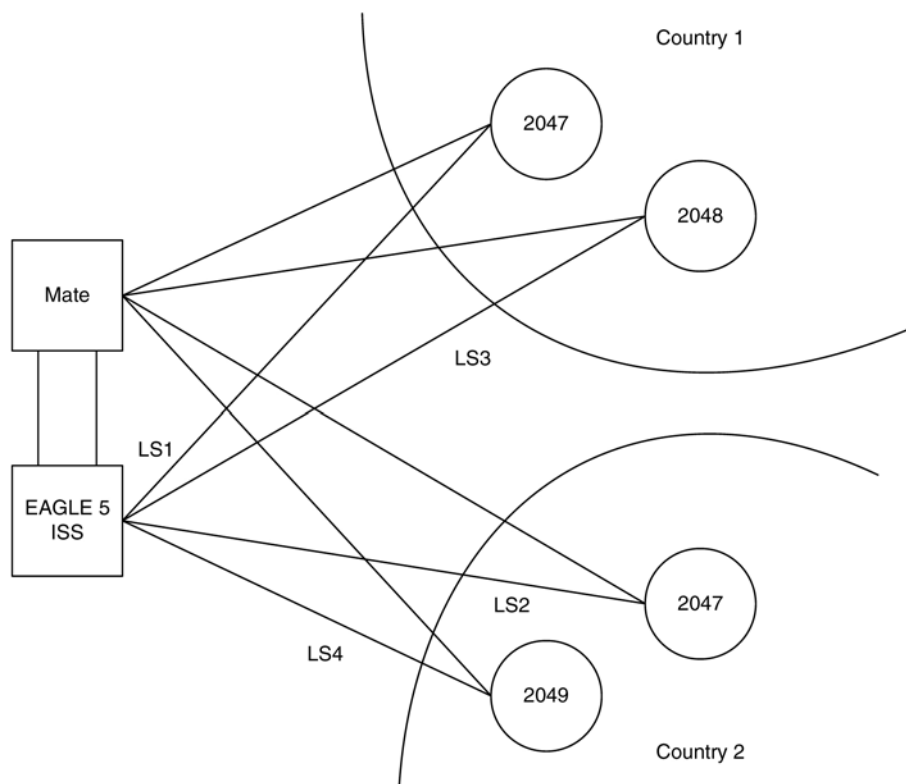 Country 1
2047
2048
Mate
LS3
LS1
EAGLE 5
ISS
LS2
2047
LS4
2049
Country 2